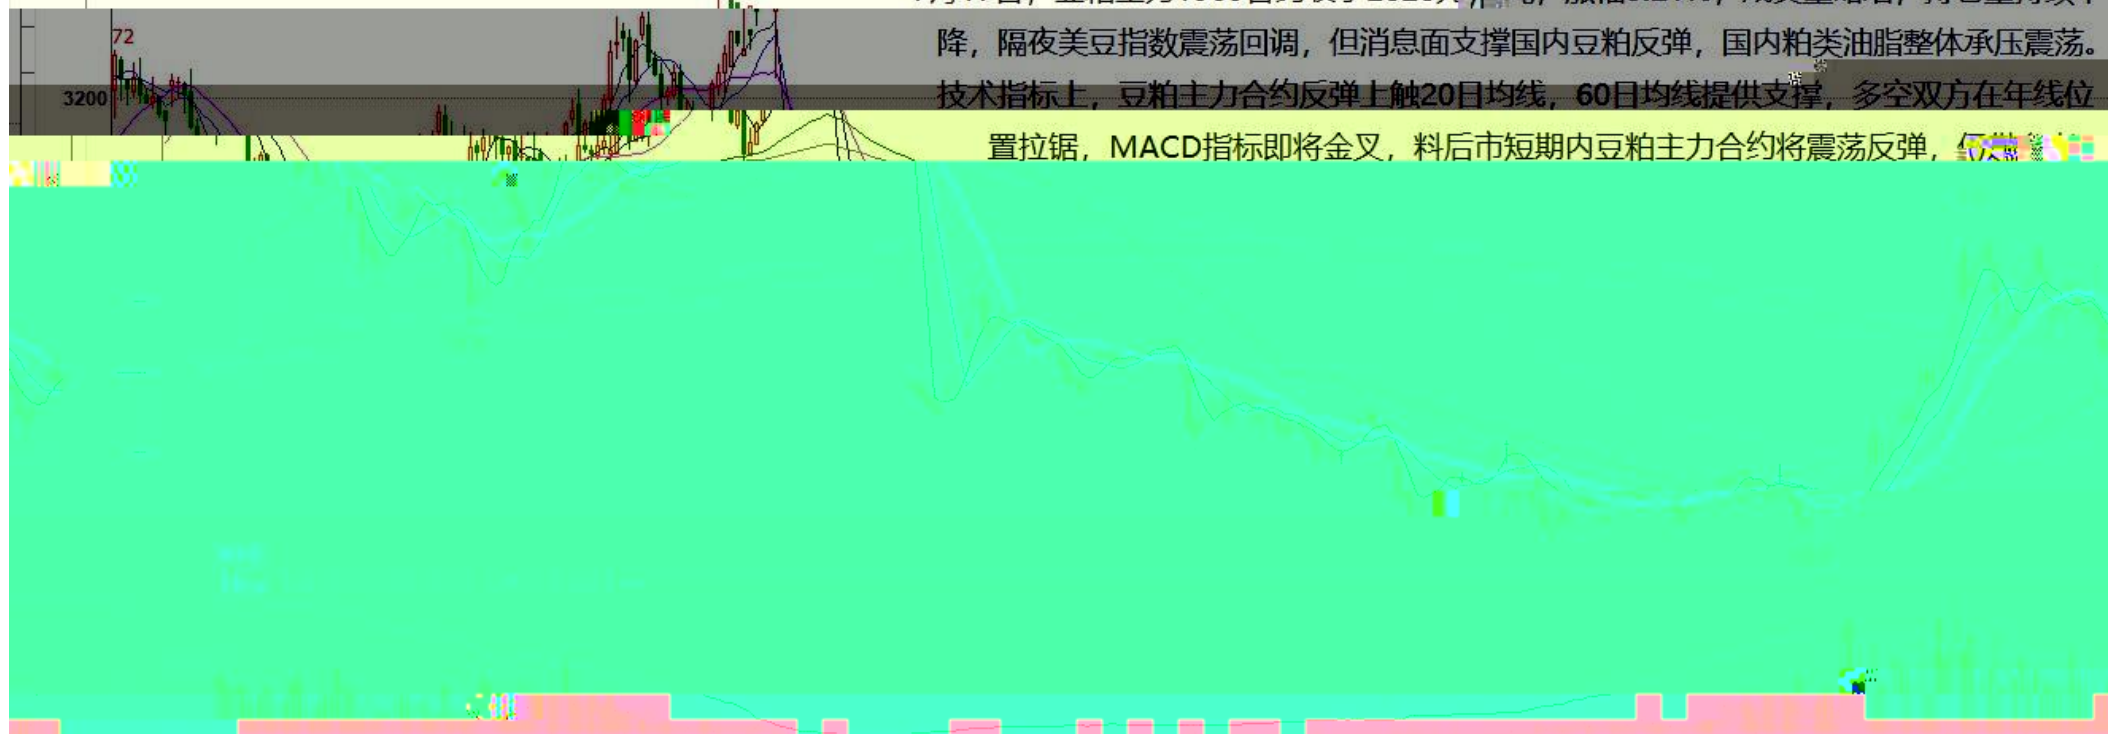 降，隔夜美豆指数震荡回调，但消息面支撑国内豆粕反弹，国内粕类油脂整体承压震荡。
72
3200
技术指标上，豆粕主力合约反弹上触20日均线，60日均线提供支撑，多空双方在年线位
置拉锯，MACD指标即将金叉，料后市短期内豆粕主力合约将震荡反弹，